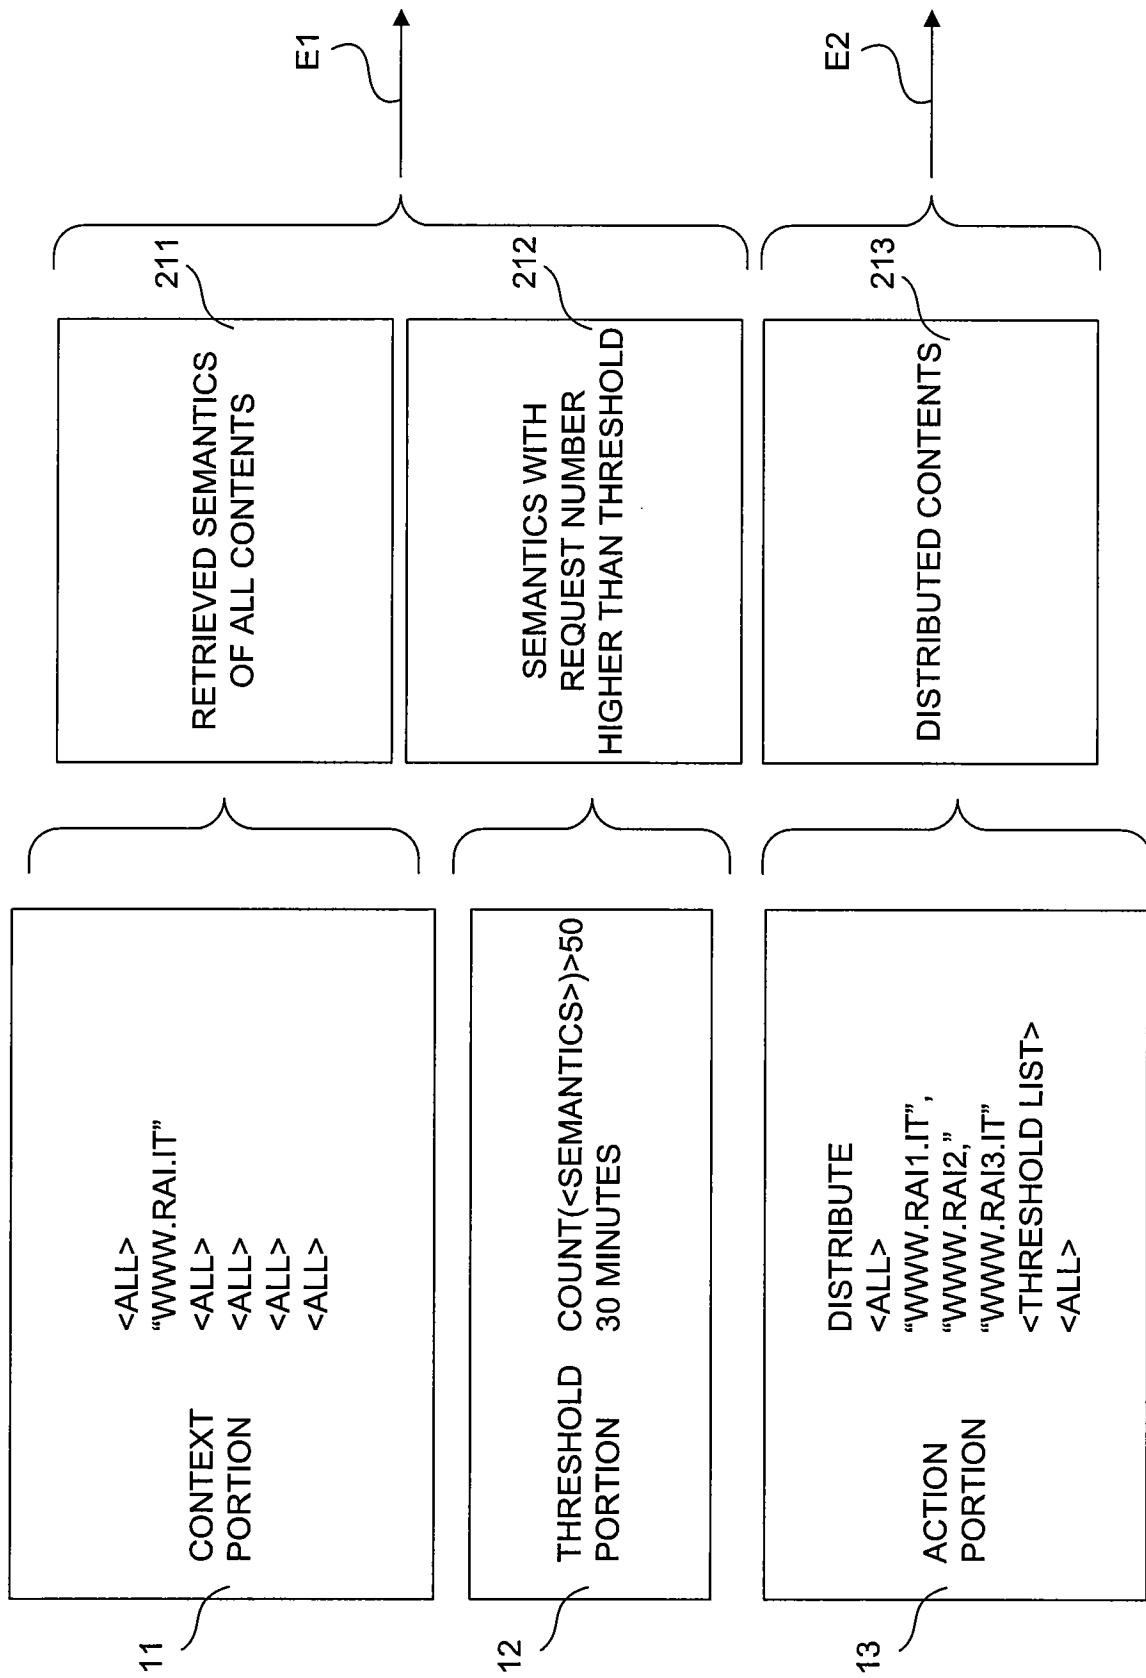 11
CONTEXT
PORTION
<ALL>
“WWW.RAI.IT”
<ALL>
<ALL>
<ALL>
<ALL>
RETRIEVED SEMANTICS
OF ALL CONTENTS
211
E1
12
THRESHOLD
PORTION
COUNT(<SEMANTICS>)>50
30 MINUTES
SEMANTICS WITH
REQUEST NUMBER
HIGHER THAN THRESHOLD
212
13
ACTION
PORTION
DISTRIBUTE
<ALL>
“WWW.RAI1.IT”,
“WWW.RAI2,”
“WWW.RAI3.IT”
<THRESHOLD LIST>
<ALL>
DISTRIBUTED CONTENTS
213
E2